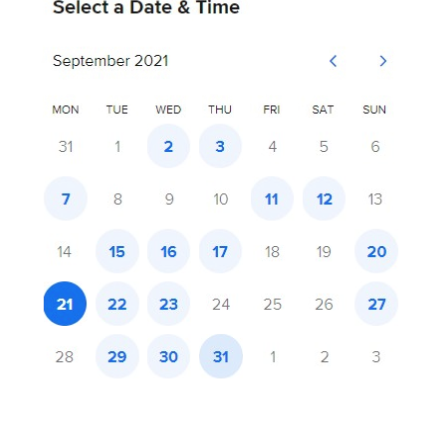 Select a Date & Time
September 2021
MON TUE WED THU FRI SAT SUN
31 1 2 3 4 5 6
7 8 9 10 11 12 13
14 15 16 17 18 19 20
21 22 23 24 25 26 27
28 29 30 31 1 2 3